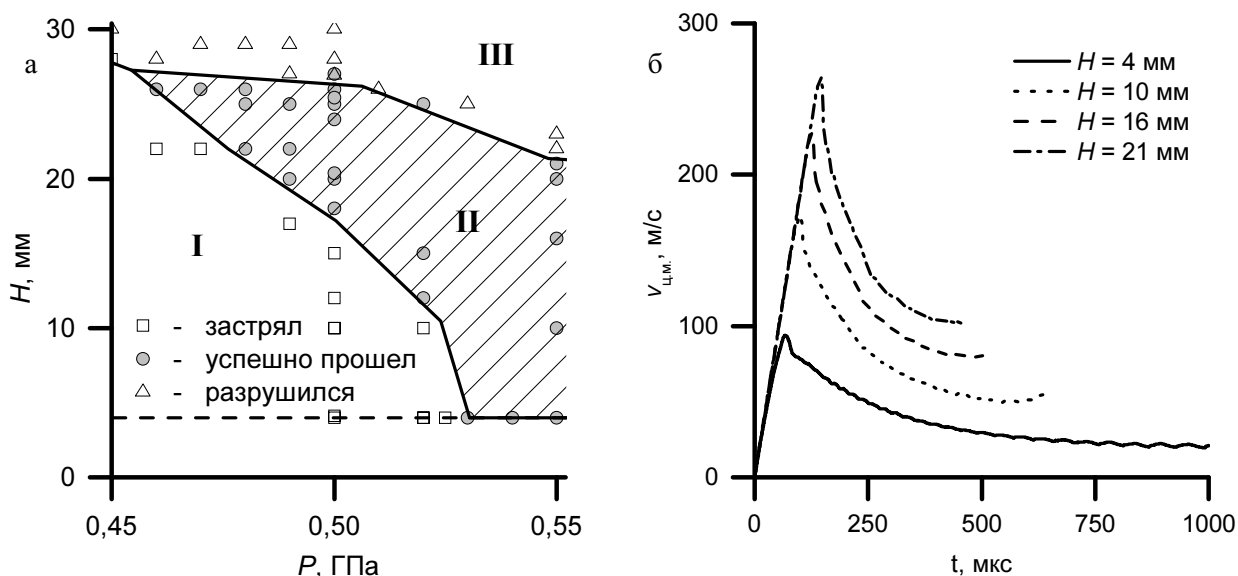 а
30
20
10
0
H, мм
0,45
0,50
0,55
P, ГПа
I
II
III
- застрял
- успешно прошел
- разрушился
б
300
200
100
0
vц.м., м/с
0
250
500
750
1000
t, мкс
H = 4 мм
H = 10 мм
H = 16 мм
H = 21 мм